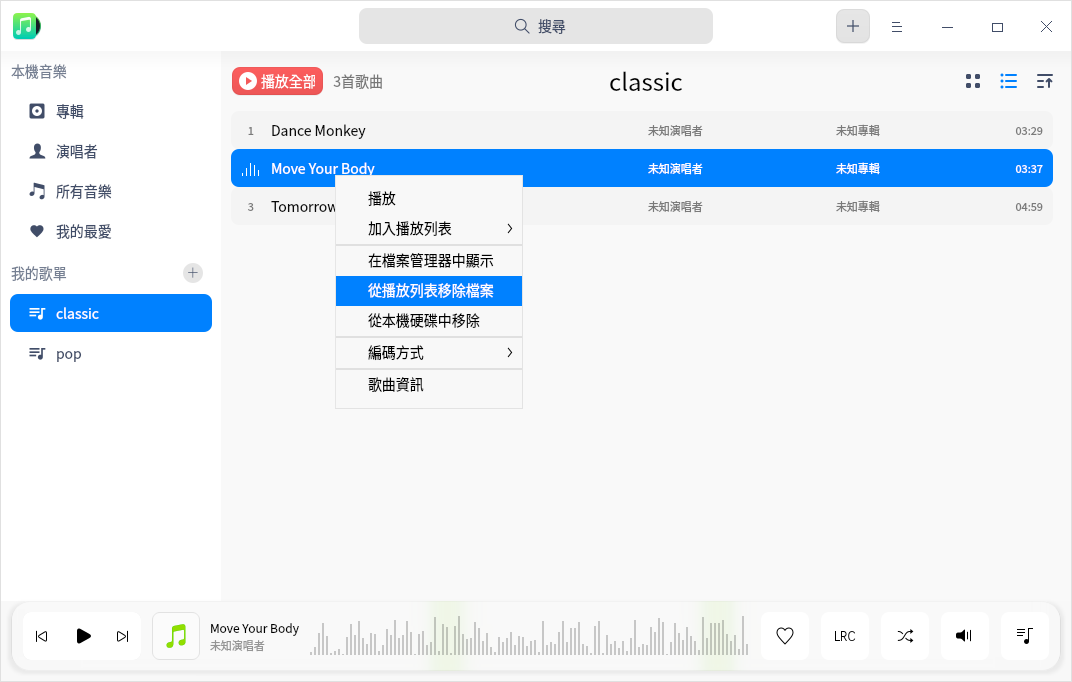 搜尋
本機音樂
專輯
演唱者
所有音樂
我的最愛
我的歌單
classic
pop
播放全部 3首歌曲
classic
1 Dance Monkey 未知演唱者 未知專輯 03:29
Move Your Body 未知演唱者 未知專輯 03:37
3 Tomorrow 未知演唱者 未知專輯 04:59
播放
加入播放列表
在檔案管理器中顯示
從播放列表移除檔案
從本機硬碟中移除
編碼方式
歌曲資訊
Move Your Body
未知演唱者
LRC